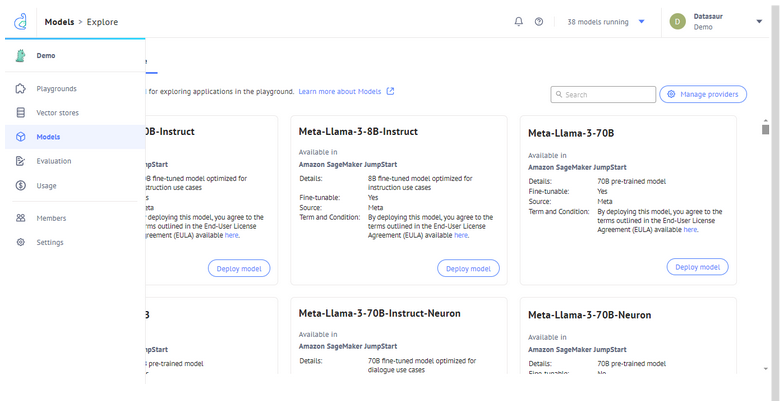 Models > Explore
38 models running
D
Datasaur
Demo
Demo
Playgrounds
Vector stores
Models
Evaluation
Usage
Members
Settings
for exploring applications in the playground. Learn more about Models
Search
Manage providers
0B-Instruct
mpStart
0B fine-tuned model optimized for
nstruction use cases
es
eta
y deploying this model, you agree to the
rms outlined in the End-User License
greement (EULA) available here.
Deploy model
Meta-Llama-3-8B-Instruct
Available in
Amazon SageMaker JumpStart
Details: 8B fine-tuned model optimized for
instruction use cases
Fine-tunable: Yes
Source: Meta
Term and Condition: By deploying this model, you agree to the
terms outlined in the End-User License
Agreement (EULA) available here.
Deploy model
Meta-Llama-3-70B
Available in
Amazon SageMaker JumpStart
Details: 70B pre-trained model
Fine-tunable: Yes
Source: Meta
Term and Condition: By deploying this model, you agree to the
terms outlined in the End-User License
Agreement (EULA) available here.
Deploy model
B
mpStart
B pre-trained model
Meta-Llama-3-70B-Instruct-Neuron
Available in
Amazon SageMaker JumpStart
Details: 70B fine-tuned model optimized for
dialogue use cases
Meta-Llama-3-70B-Neuron
Available in
Amazon SageMaker JumpStart
Details: 70B pre-trained model
Fine-tunable: No